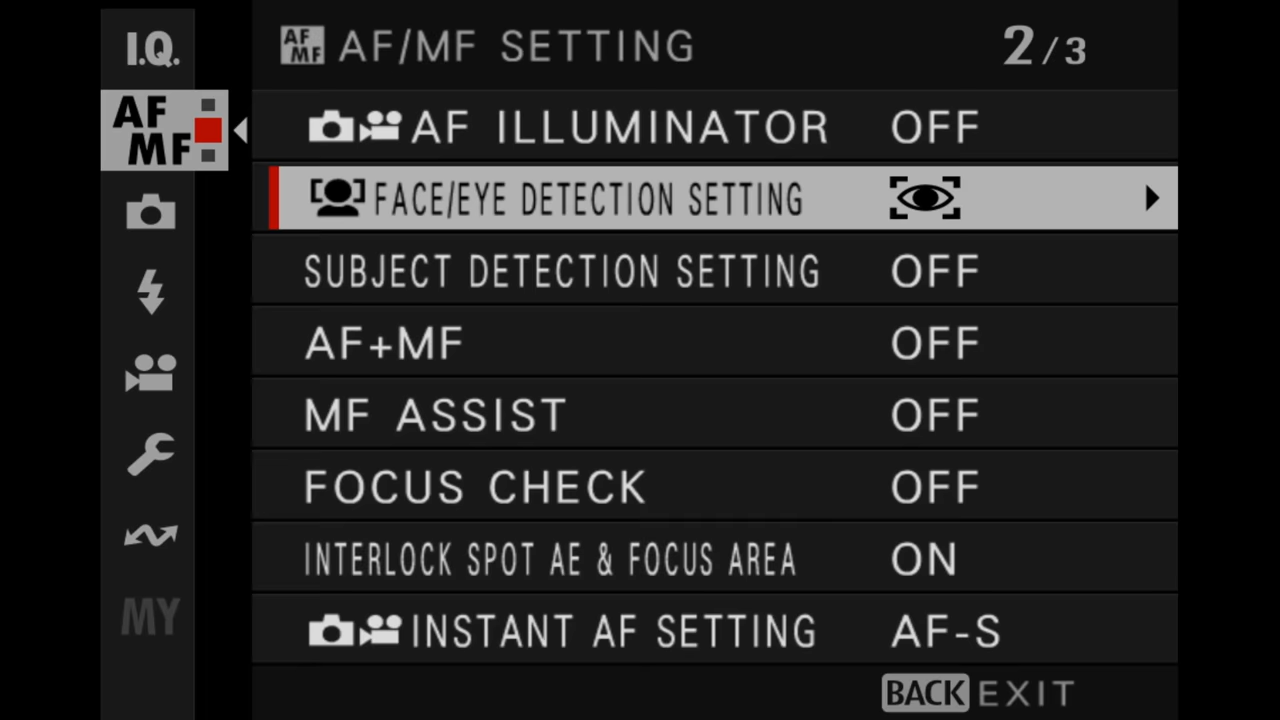 I.Q.
AF MF AF/MF SETTING 2/3
AF
MF
AF ILLUMINATOR OFF
FACE/EYE DETECTION SETTING
SUBJECT DETECTION SETTING OFF
AF+MF OFF
MF ASSIST OFF
FOCUS CHECK OFF
INTERLOCK SPOT AE & FOCUS AREA ON
MY
INSTANT AF SETTING AF-S
BACK EXIT